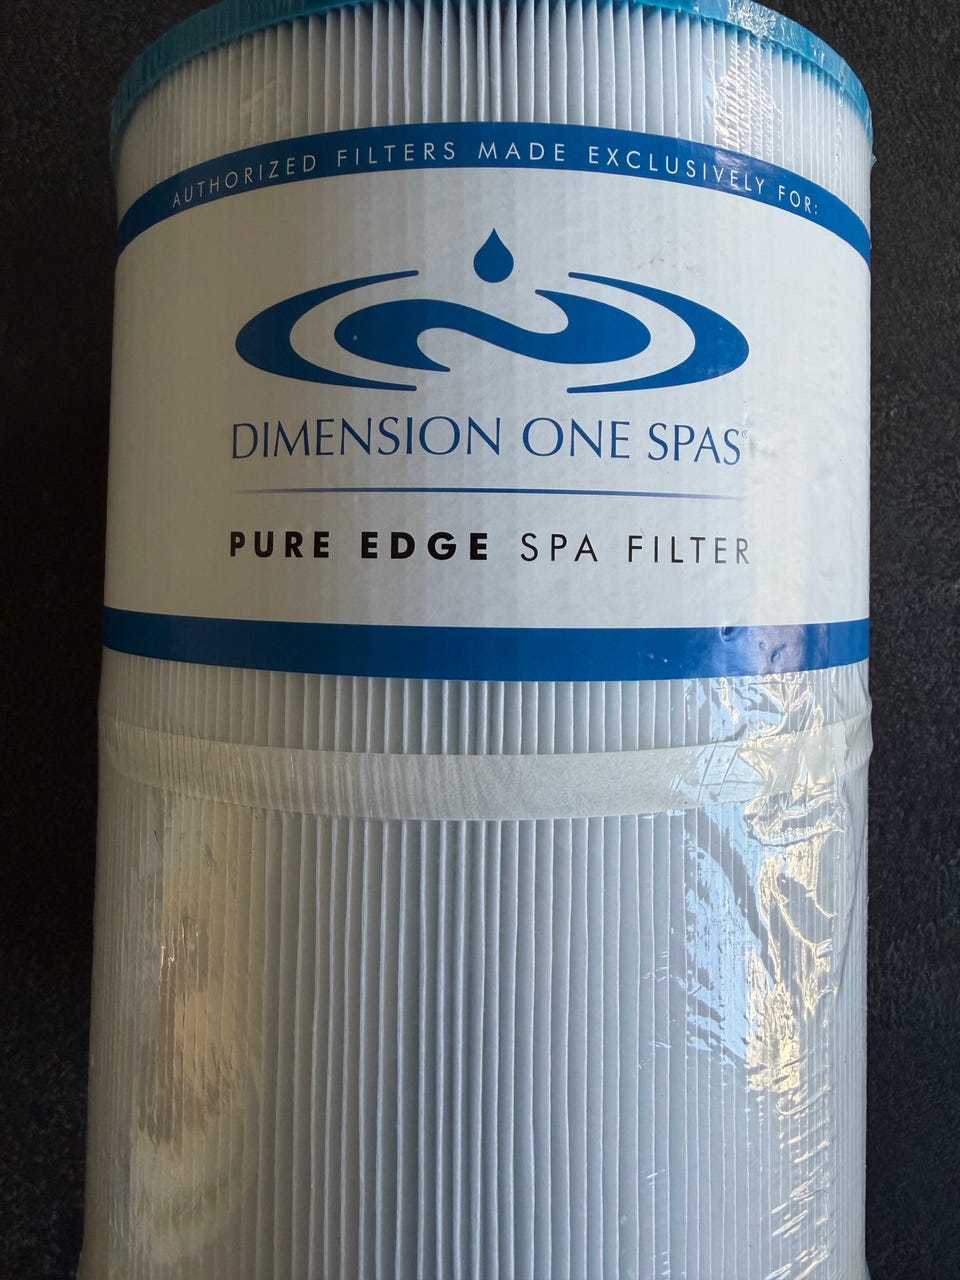 AUTHORIZED FILTERS MADE EXCLUSIVELY FOR:
DIMENSION ONE SPAS®
PURE EDGE SPA FILTER